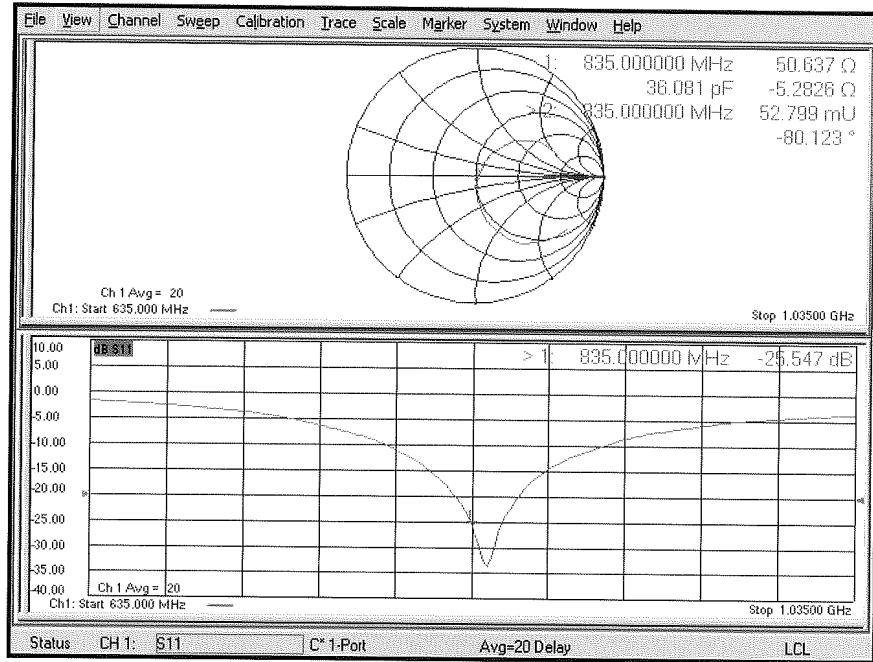 File View Channel Sweep Calibration Trace Scale Marker System Window Help
1: 835.000000 MHz 50.637 Ω
36.081 pF -5.2826 Ω
> 2: 835.000000 MHz 52.799 mU
-80.123 °
Ch 1 Avg = 20
Ch1: Start 635.000 MHz
Stop 1.03500 GHz
10.00
dB S11
> 1: 835.000000 MHz -25.547 dB
5.00
0.00
-5.00
-10.00
-15.00
-20.00
-25.00
-30.00
-35.00
-40.00
Ch 1 Avg = 20
Ch1: Start 635.000 MHz
Stop 1.03500 GHz
Status CH 1: S11 C* 1-Port Avg=20 Delay LCL